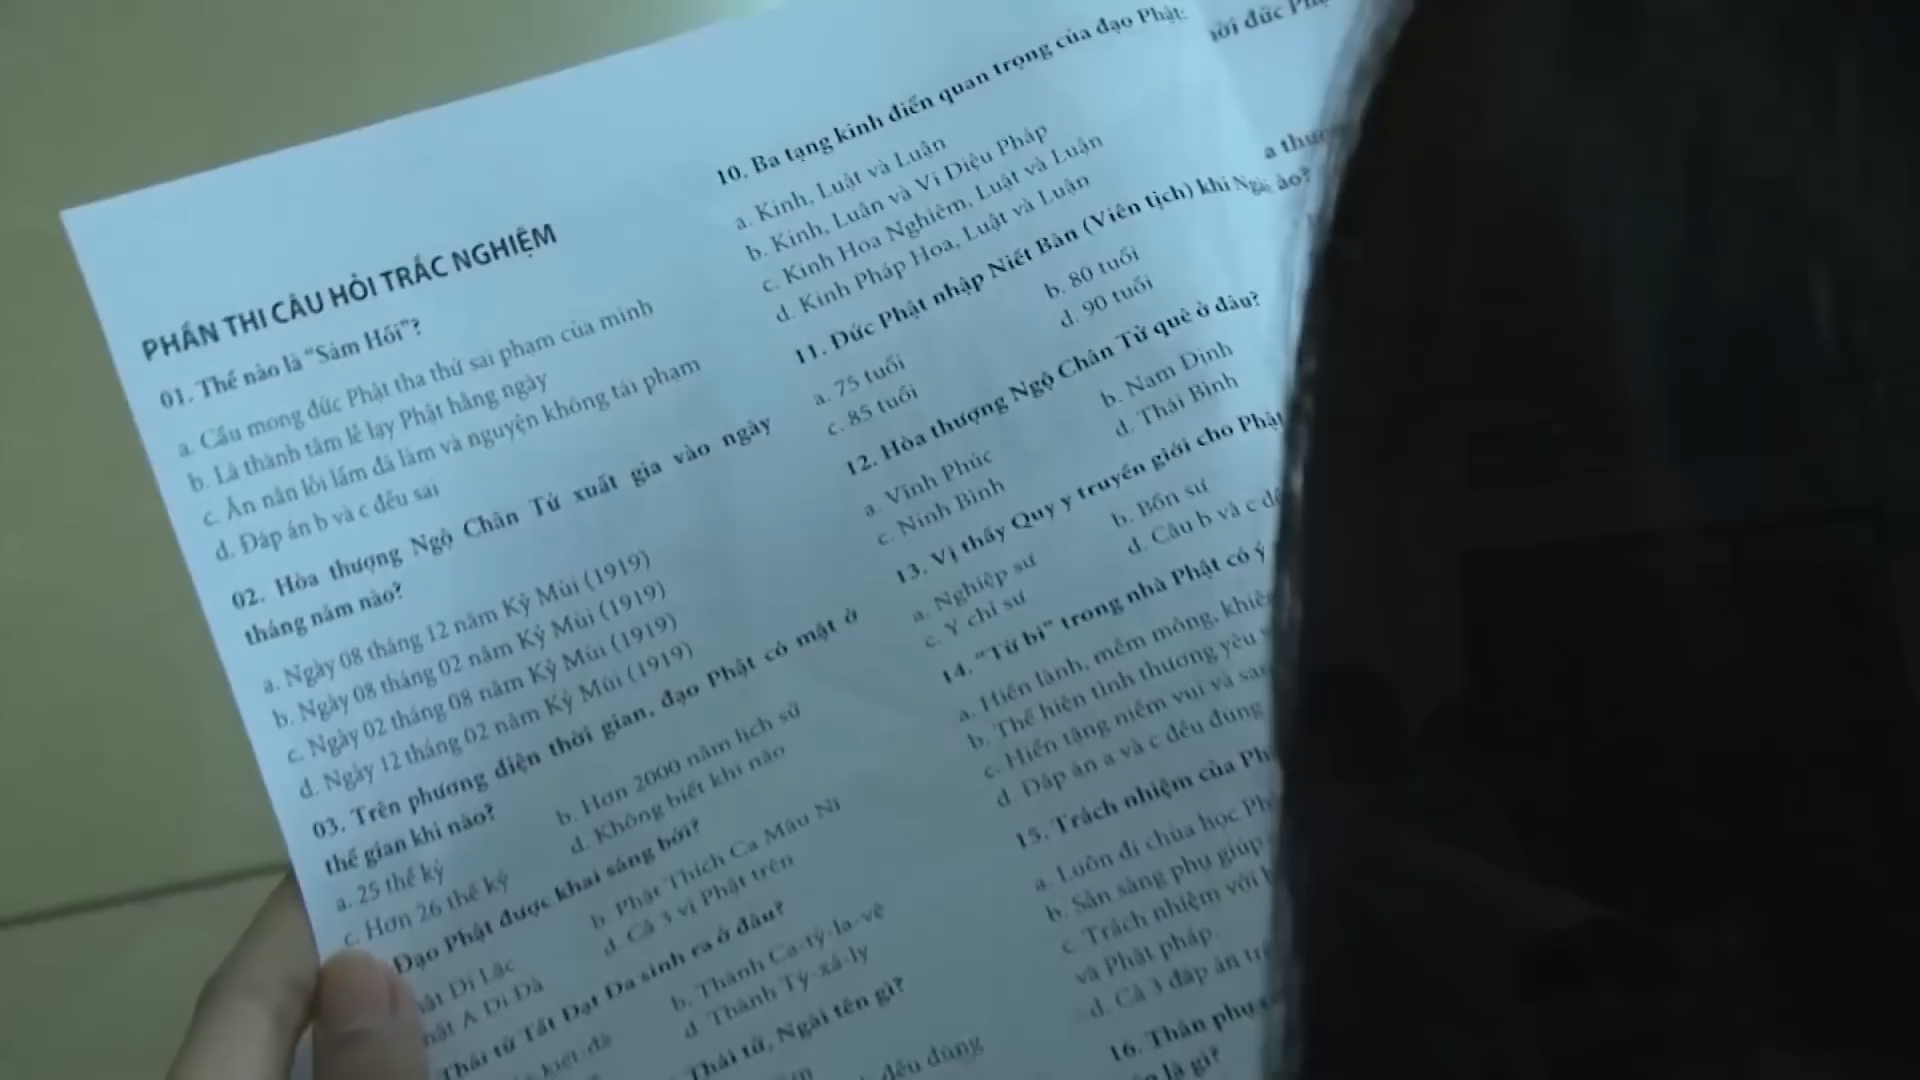 PHẦN THI CÂU HỎI TRẮC NGHIỆM
01. Thế nào là "Sám Hối"?
a. Cầu mong đức Phật tha thứ sai phạm của mình
b. Là thành tâm lễ lạy Phật hằng ngày
c. Ăn năn lỗi lầm đã làm và nguyện không tái phạm
d. Đáp án b và c đều sai
02. Hòa thượng Ngộ Chân Tử xuất gia vào ngày
tháng năm nào?
a. Ngày 08 tháng 12 năm Kỷ Mùi (1919)
b. Ngày 08 tháng 02 năm Kỷ Mùi (1919)
c. Ngày 02 tháng 08 năm Kỷ Mùi (1919)
d. Ngày 12 tháng 02 năm Kỷ Mùi (1919)
03. Trên phương diện thời gian, đạo Phật có mặt ở
thế gian khi nào?
a. 25 thế kỷ
b. Hơn 2000 năm lịch sử
c. Hơn 26 thế kỷ
d. Không biết khi nào
Đạo Phật được khai sáng bởi?
Di Lặc
b. Phật Thích Ca Mâu Ni
A Di Đà
d. Cả 3 vị Phật trên
Thái tử Tất Đạt Đa sinh ra ở đâu?
b. Thành Ca-tỳ-la-vệ
d. Thành Tỳ-xá-ly
Thái tử, Ngài tên gì?
đều đúng
10. Ba tạng kinh điển quan trọng của đạo Phật:
a. Kinh, Luật và Luận
b. Kinh, Luận và Vi Diệu Pháp
c. Kinh Hoa Nghiêm, Luật và Luận
d. Kinh Pháp Hoa, Luật và Luận
11. Đức Phật nhập Niết Bàn (Viên tịch) khi
a. 75 tuổi
b. 80 tuổi
c. 85 tuổi
d. 90 tuổi
12. Hòa thượng Ngộ Chân Tử quê ở đâu?
a. Vĩnh Phúc
b. Nam Định
c. Ninh Bình
d. Thái Bình
13. Vị thầy Quy y truyền giới cho Phật
a. Nghiệp sư
b. Bổn sư
c. Y chỉ sư
d. Câu b và c
14. "Từ bi" trong nhà Phật có ý
a. Hiền lành, mềm mỏng,
b. Thể hiện tình thương yêu
c. Hiến tặng niềm vui và
d. Đáp án a và c đều đúng
15. Trách nhiệm của
a. Luôn đi chùa học
b. Sẵn sàng phụ giúp
c. Trách nhiệm với
và Phật pháp.
d. Cả 3 đáp án
16. Thân
là gì?